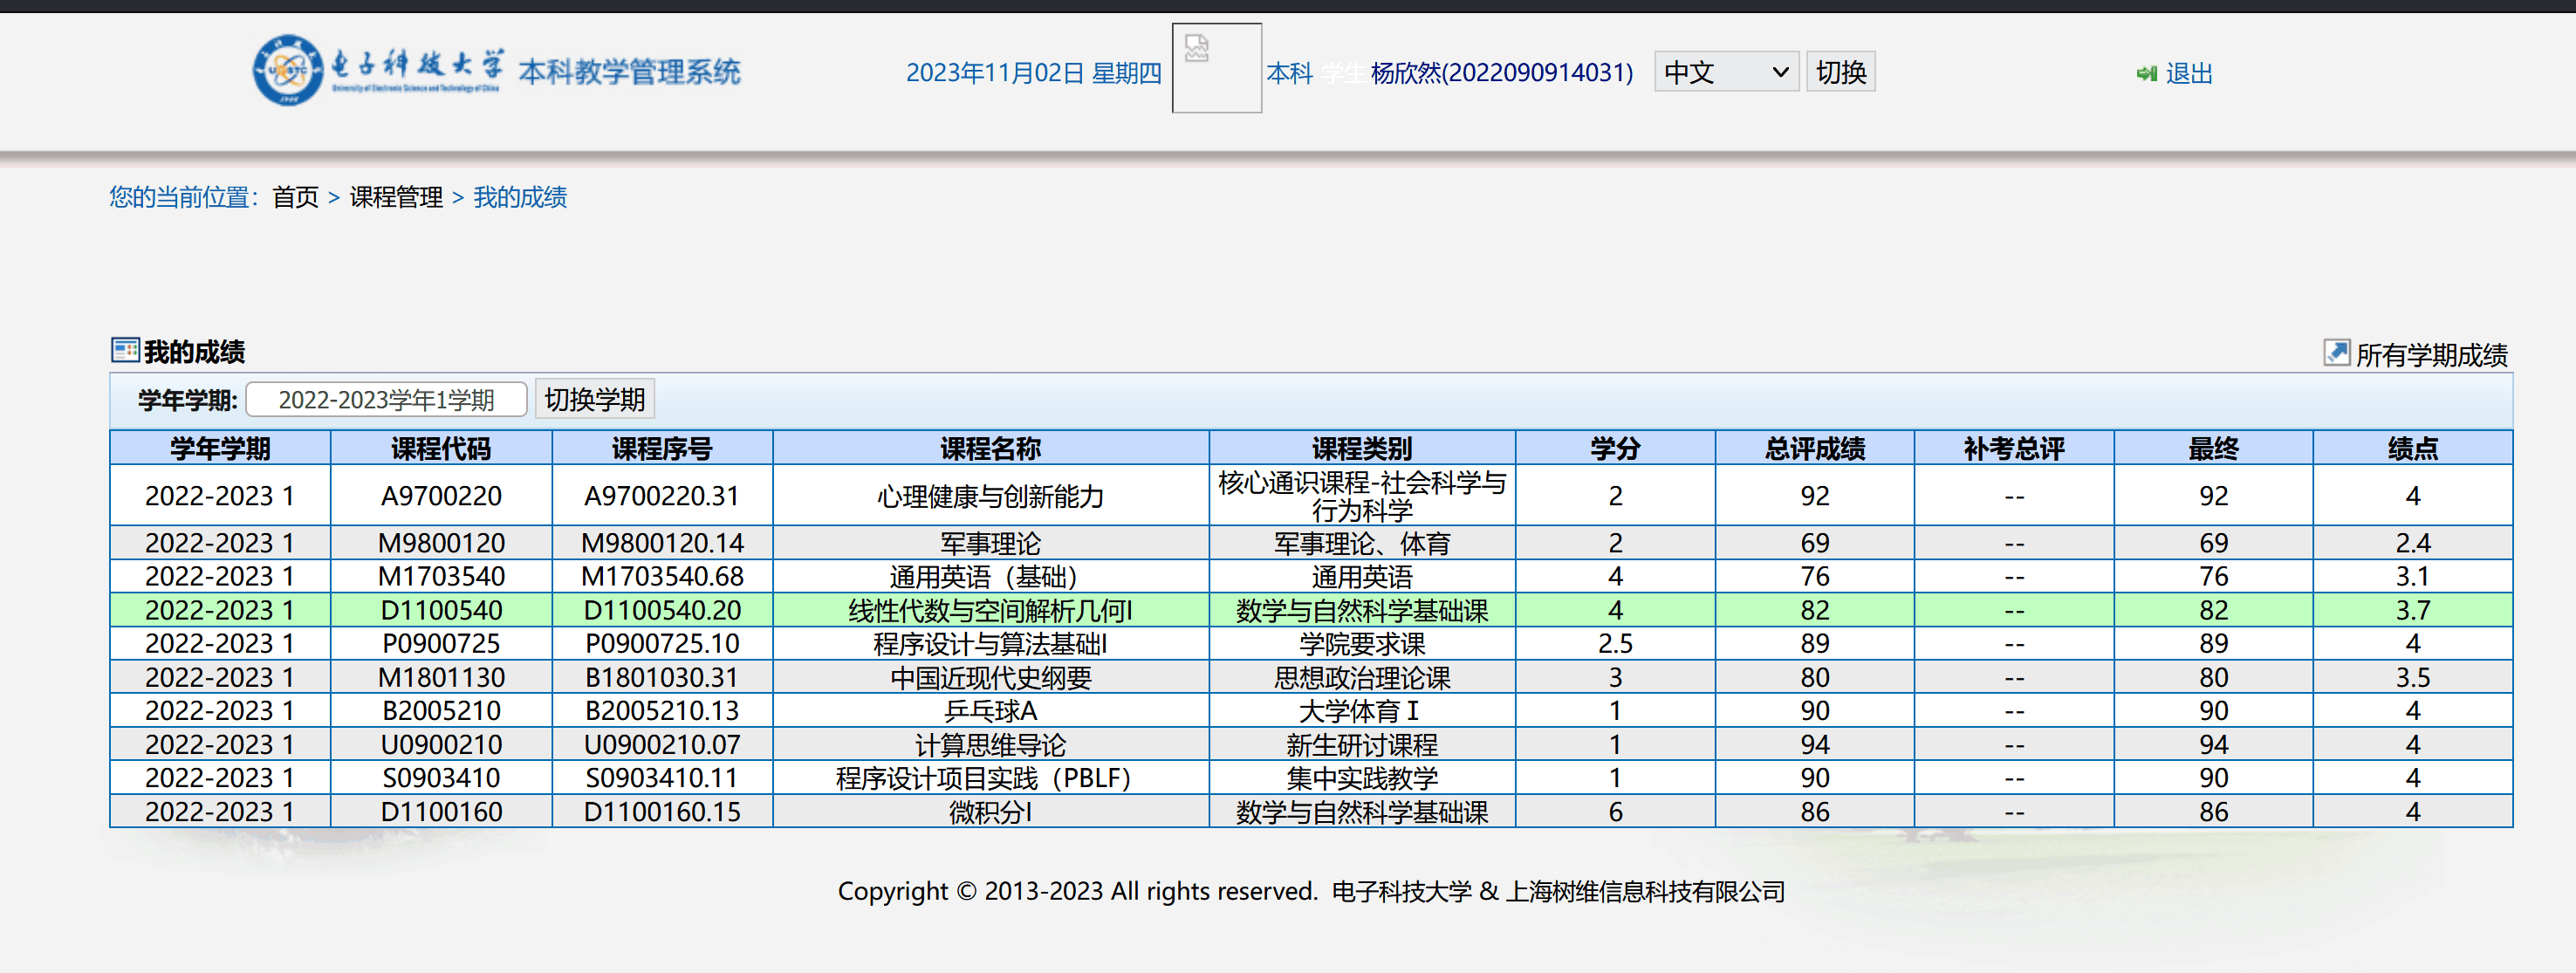 电子科技大学 本科教学管理系统 2023年11月02日 星期四 本科 学生 杨欣然(2022090914031) 中文 切换 退出
University of Electronic Science and Technology of China
您的当前位置：首页 > 课程管理 > 我的成绩
我的成绩 所有学期成绩
学年学期: 2022-2023学年1学期 切换学期
学年学期 课程代码 课程序号 课程名称 课程类别 学分 总评成绩 补考总评 最终 绩点
2022-2023 1 A9700220 A9700220.31 心理健康与创新能力 核心通识课程-社会科学与行为科学 2 92 -- 92 4
2022-2023 1 M9800120 M9800120.14 军事理论 军事理论、体育 2 69 -- 69 2.4
2022-2023 1 M1703540 M1703540.68 通用英语（基础） 通用英语 4 76 -- 76 3.1
2022-2023 1 D1100540 D1100540.20 线性代数与空间解析几何I 数学与自然科学基础课 4 82 -- 82 3.7
2022-2023 1 P0900725 P0900725.10 程序设计与算法基础I 学院要求课 2.5 89 -- 89 4
2022-2023 1 M1801130 B1801030.31 中国近现代史纲要 思想政治理论课 3 80 -- 80 3.5
2022-2023 1 B2005210 B2005210.13 乒乓球A 大学体育Ⅰ 1 90 -- 90 4
2022-2023 1 U0900210 U0900210.07 计算思维导论 新生研讨课程 1 94 -- 94 4
2022-2023 1 S0903410 S0903410.11 程序设计项目实践（PBLF） 集中实践教学 1 90 -- 90 4
2022-2023 1 D1100160 D1100160.15 微积分I 数学与自然科学基础课 6 86 -- 86 4
Copyright © 2013-2023 All rights reserved. 电子科技大学 & 上海树维信息科技有限公司